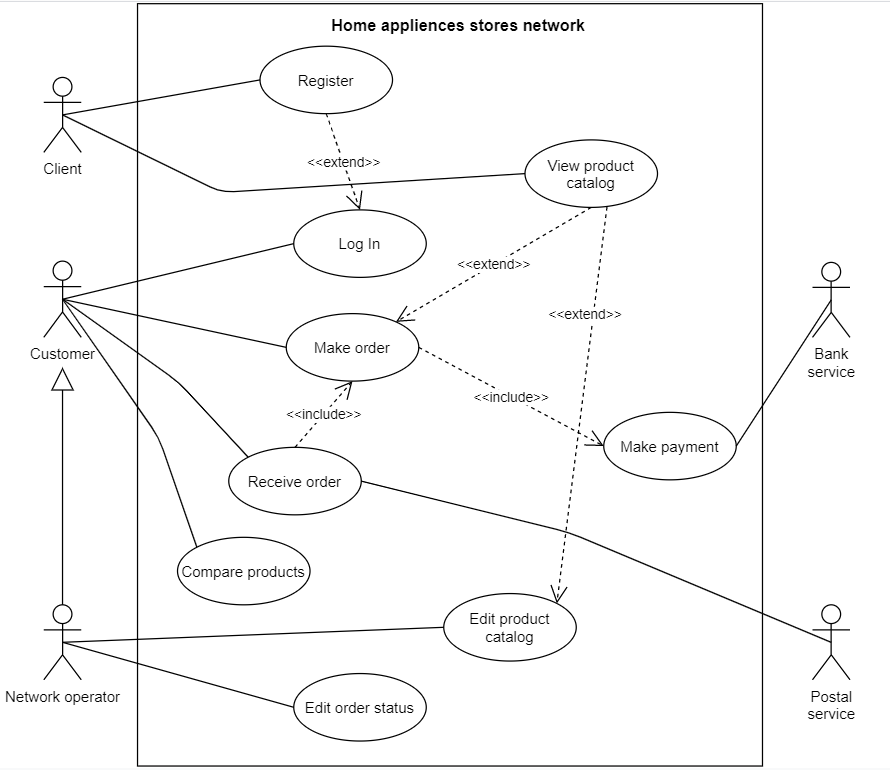 Home appliences stores network
Register
Client
<<extend>>
View product
catalog
Log In
<<extend>>
<<extend>>
Customer
Make order
Bank
service
<<include>>
<<include>>
Make payment
Receive order
Compare products
Edit product
catalog
Network operator
Edit order status
Postal
service